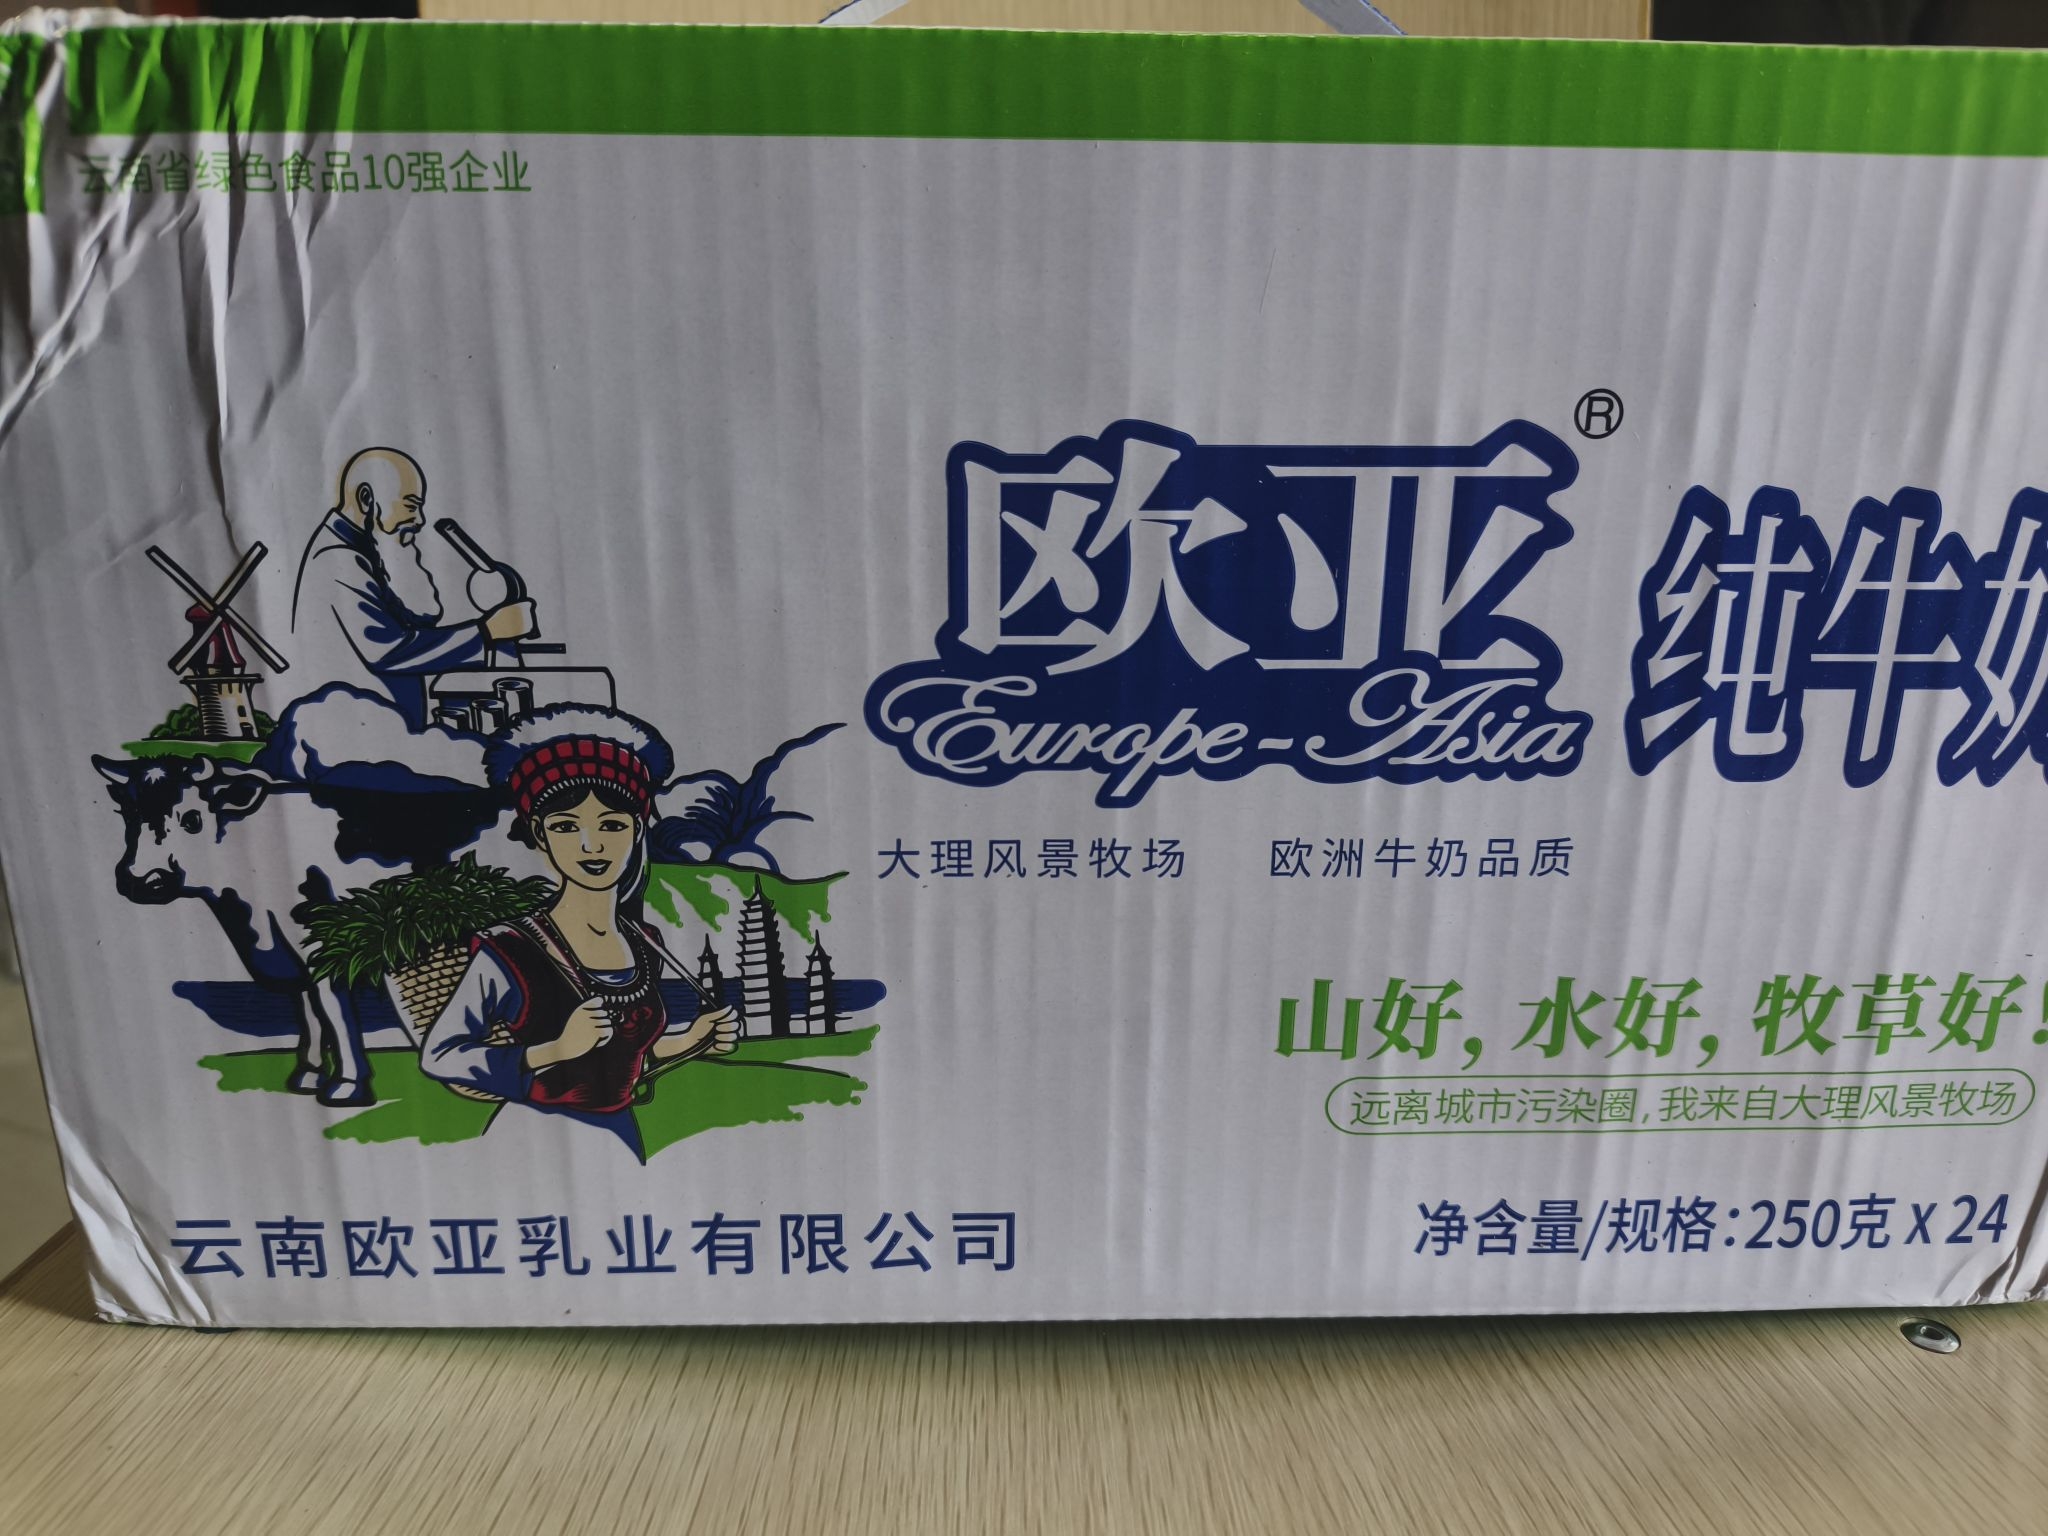 云南省绿色食品10强企业
欧亚®
Europe-Asia
纯牛奶
大理风景牧场 欧洲牛奶品质
山好,水好,牧草好!
远离城市污染圈,我来自大理风景牧场
云南欧亚乳业有限公司
净含量/规格:250克 x 24